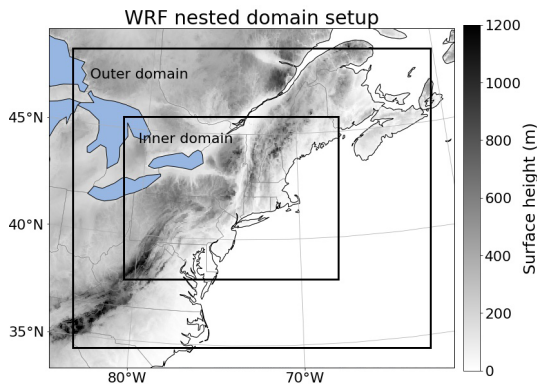 WRF nested domain setup
Outer domain
Inner domain
45°N
40°N
35°N
80°W
70°W
1200
1000
800
600
400
200
0
Surface height (m)